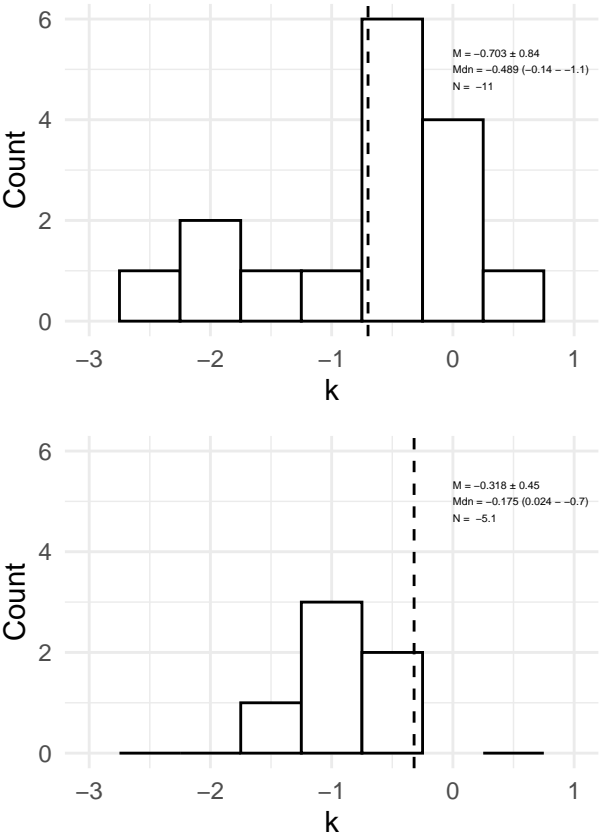 6
4
2
0
Count
M = −0.703 ± 0.84
Mdn = −0.489 (−0.14 − −1.1)
N =  −11
−3 −2 −1 0 1
k
6
4
2
0
Count
M = −0.318 ± 0.45
Mdn = −0.175 (0.024 − −0.7)
N =  −5.1
−3 −2 −1 0 1
k